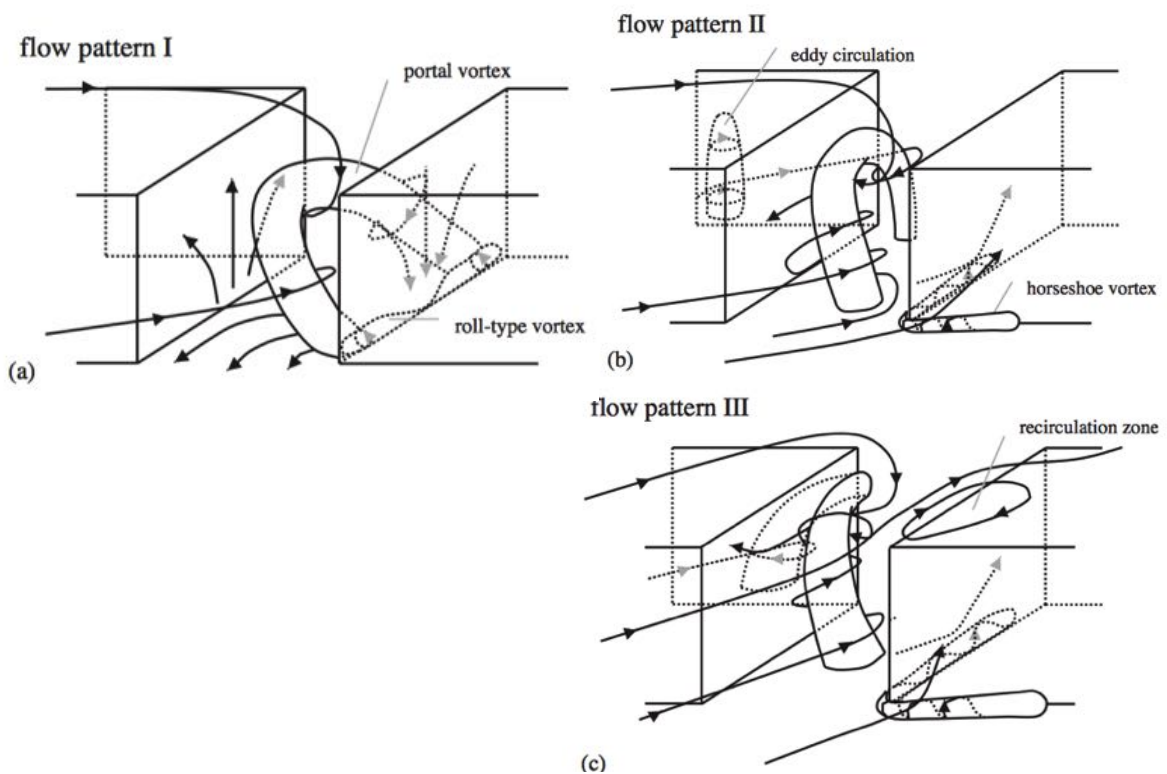 flow pattern I
portal vortex
roll-type vortex
(a)
flow pattern II
eddy circulation
horseshoe vortex
(b)
flow pattern III
recirculation zone
(c)